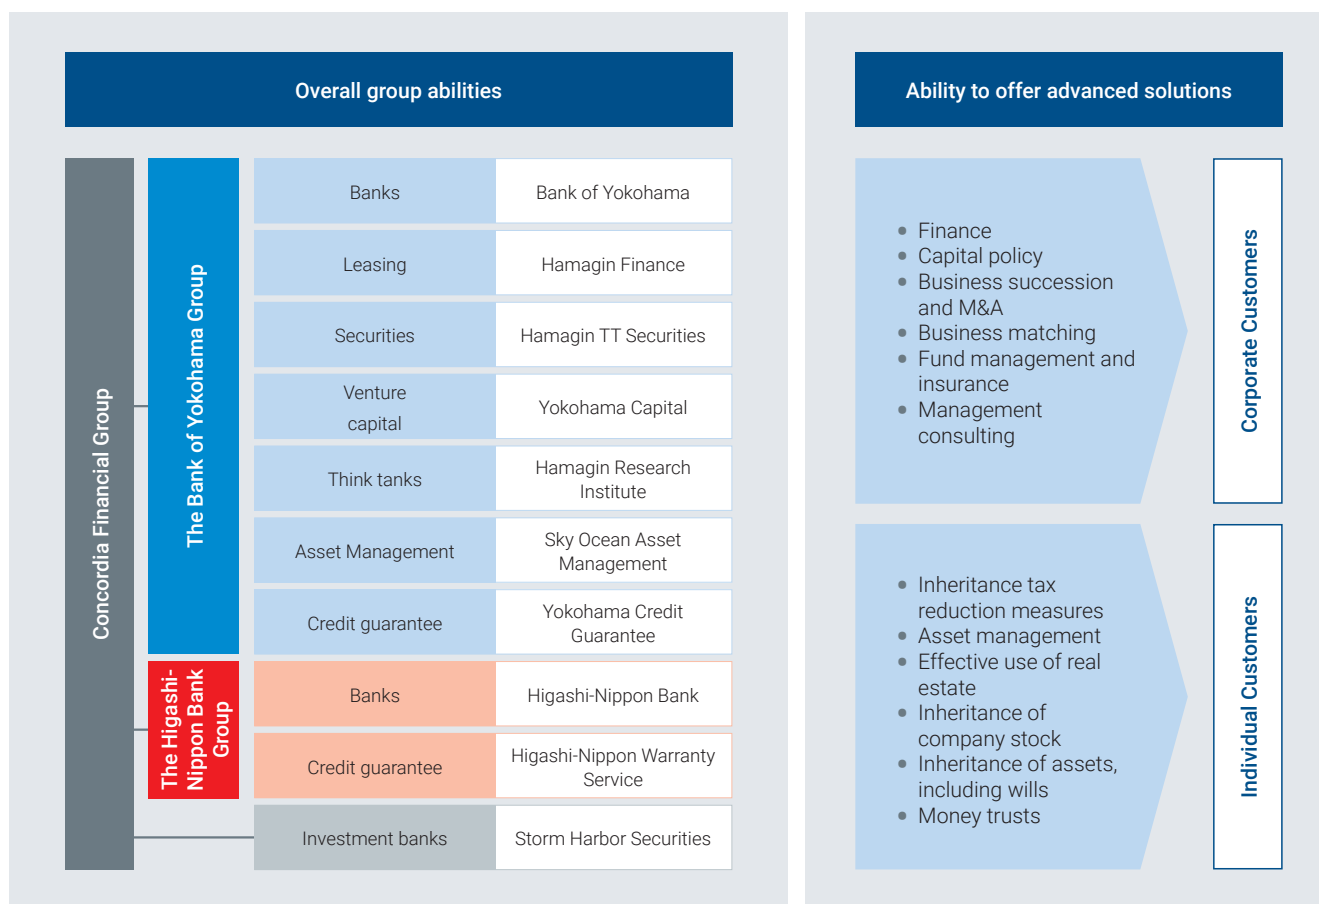 Overall group abilities
Concordia Financial Group
The Bank of Yokohama Group
Banks
Bank of Yokohama
Leasing
Hamagin Finance
Securities
Hamagin TT Securities
Venture
capital
Yokohama Capital
Think tanks
Hamagin Research
Institute
Asset Management
Sky Ocean Asset
Management
Credit guarantee
Yokohama Credit
Guarantee
The Higashi-
Nippon Bank
Group
Banks
Higashi-Nippon Bank
Credit guarantee
Higashi-Nippon Warranty
Service
Investment banks
Storm Harbor Securities
Ability to offer advanced solutions
• Finance
• Capital policy
• Business succession
and M&A
• Business matching
• Fund management and
insurance
• Management
consulting
Corporate Customers
• Inheritance tax
reduction measures
• Asset management
• Effective use of real
estate
• Inheritance of
company stock
• Inheritance of assets,
including wills
• Money trusts
Individual Customers